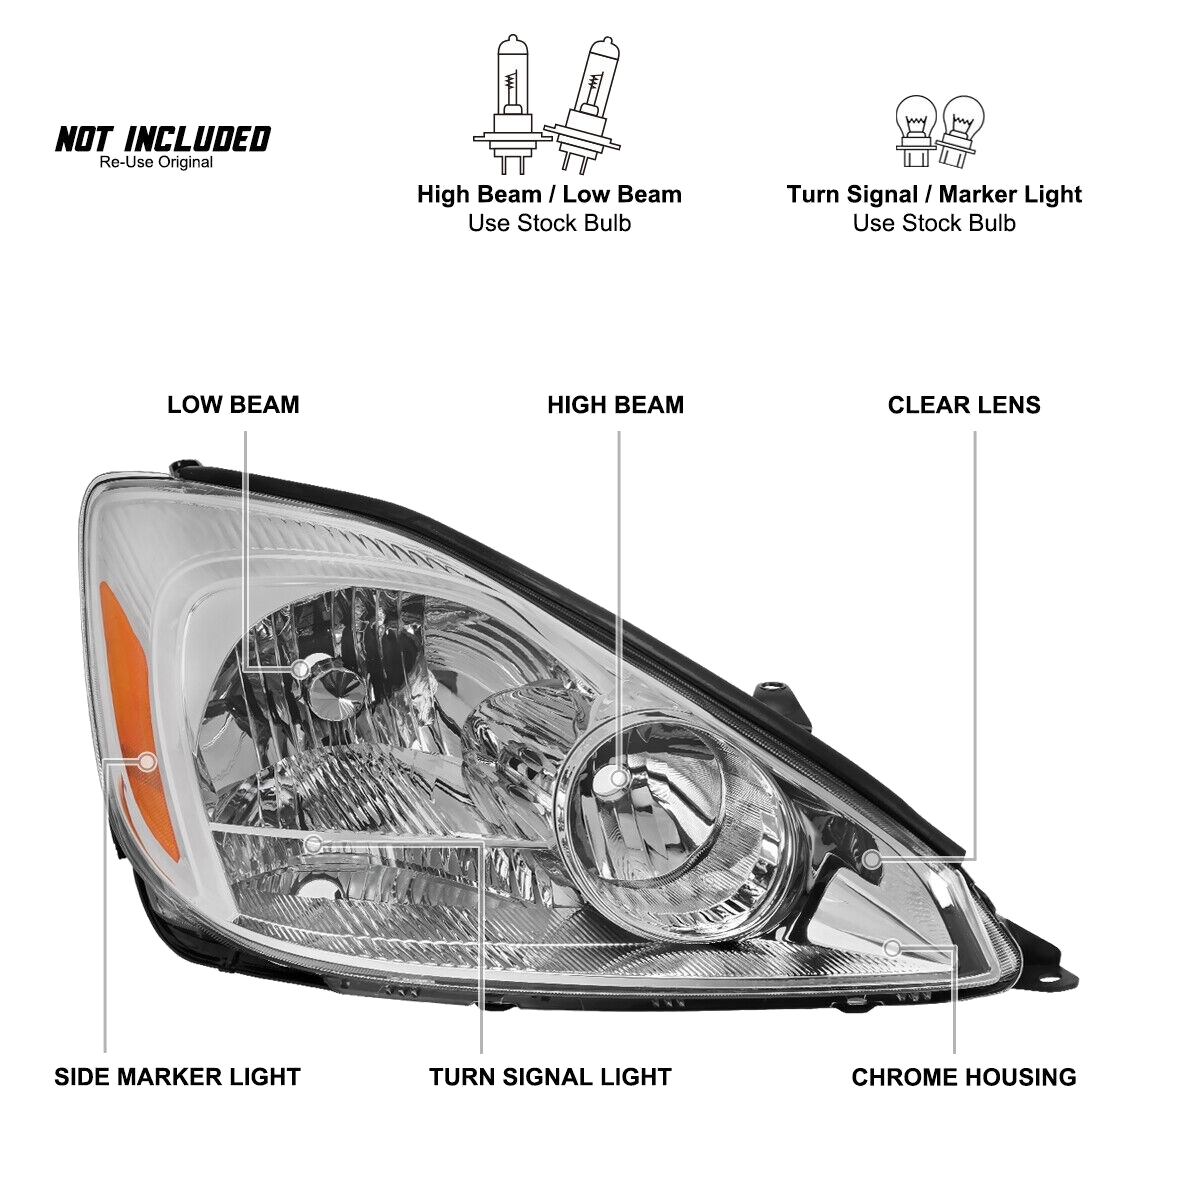 NOT INCLUDED
Re-Use Original
High Beam / Low Beam
Use Stock Bulb
Turn Signal / Marker Light
Use Stock Bulb
LOW BEAM
HIGH BEAM
CLEAR LENS
SIDE MARKER LIGHT
TURN SIGNAL LIGHT
CHROME HOUSING